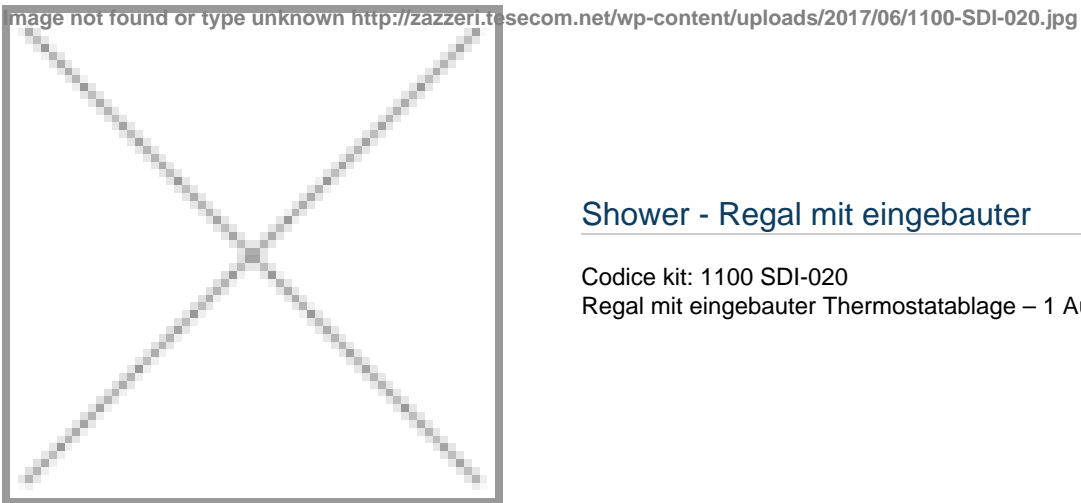 Image not found or type unknown http://zazzeri.tesecom.net/wp-content/uploads/2017/06/1100-SDI-020.jpg
Shower - Regal mit eingebauter
Codice kit: 1100 SDI-020
Regal mit eingebauter Thermostatablage – 1 Au